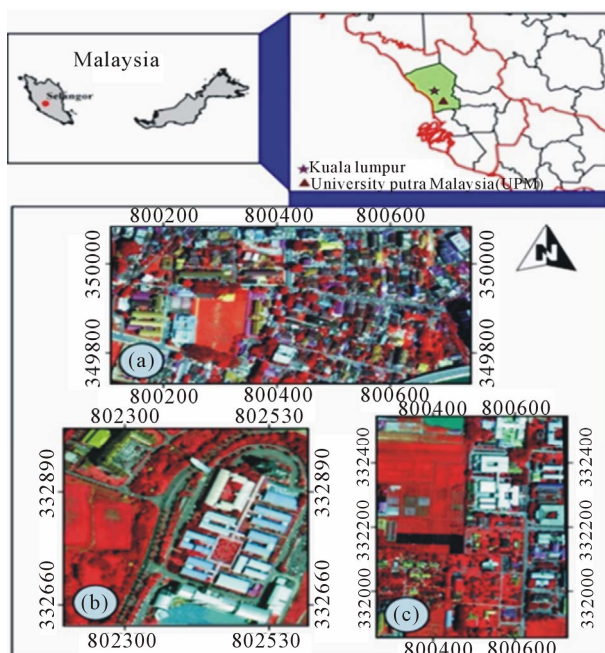 Malaysia
Selangor
Kuala lumpur
University putra Malaysia(UPM)
800200 800400 800600
350000 350000
349800 349800
(a)
N
800200 800400 800600
802300 802530
800400 800600
332890 332890
332660 332660
(b)
802300 802530
332400 332400
332200 332200
332000 332000
(c)
800400 800600